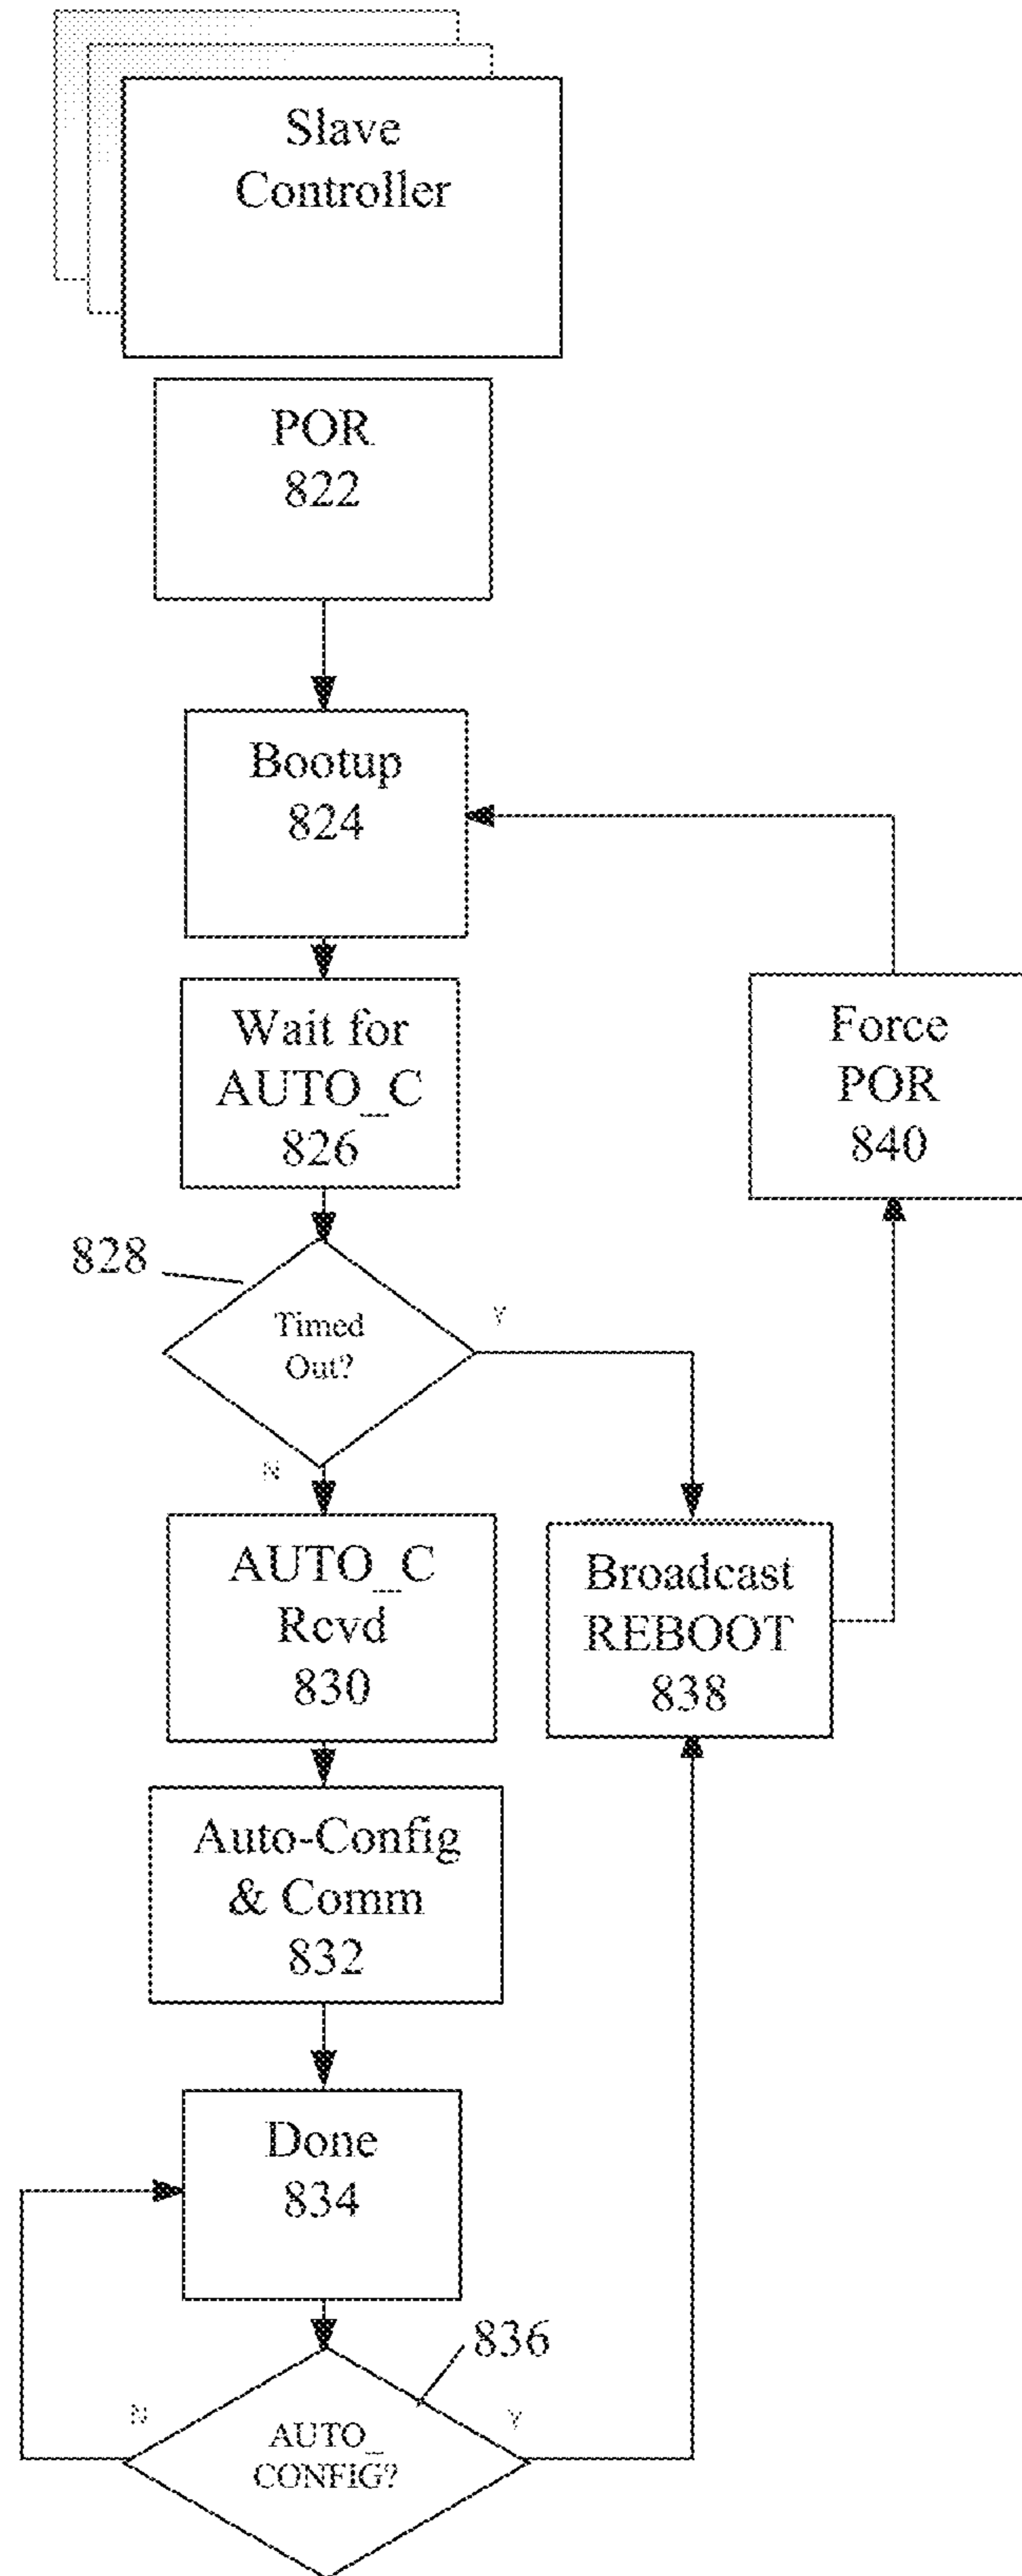 Slave
Controller
POR
822
Bootup
824
Wait for
AUTO_C
826
Force
POR
840
828
Timed
Out?
Y
N
AUTO_C
Rcvd
830
Broadcast
REBOOT
838
Auto-Config
& Comm
832
Done
834
836
N
Y
AUTO_
CONFIG?